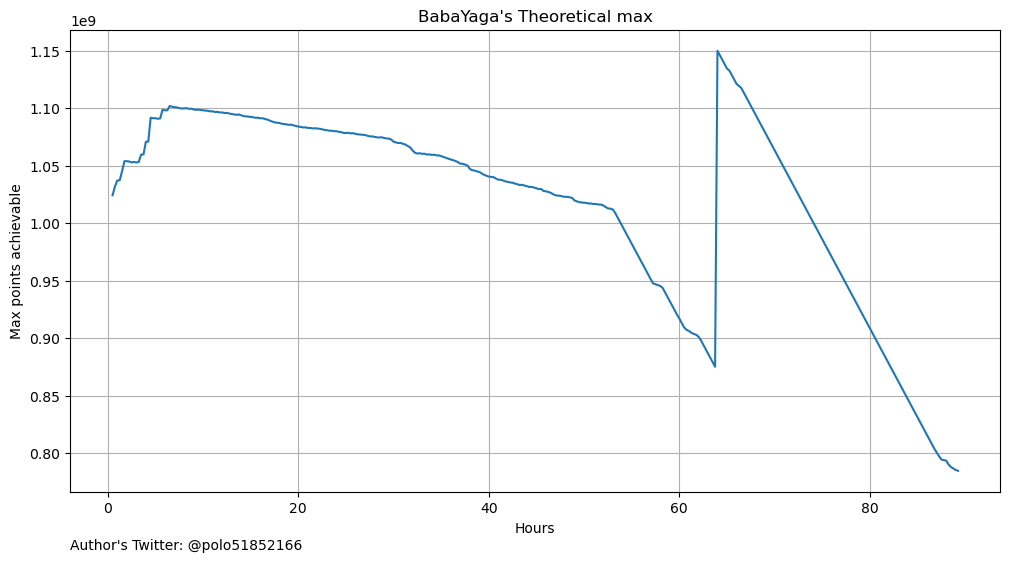 BabaYaga's Theoretical max
1e9
1.15
1.10
1.05
1.00
0.95
0.90
0.85
0.80
Max points achievable
0 20 40 60 80
Hours
Author's Twitter: @polo51852166